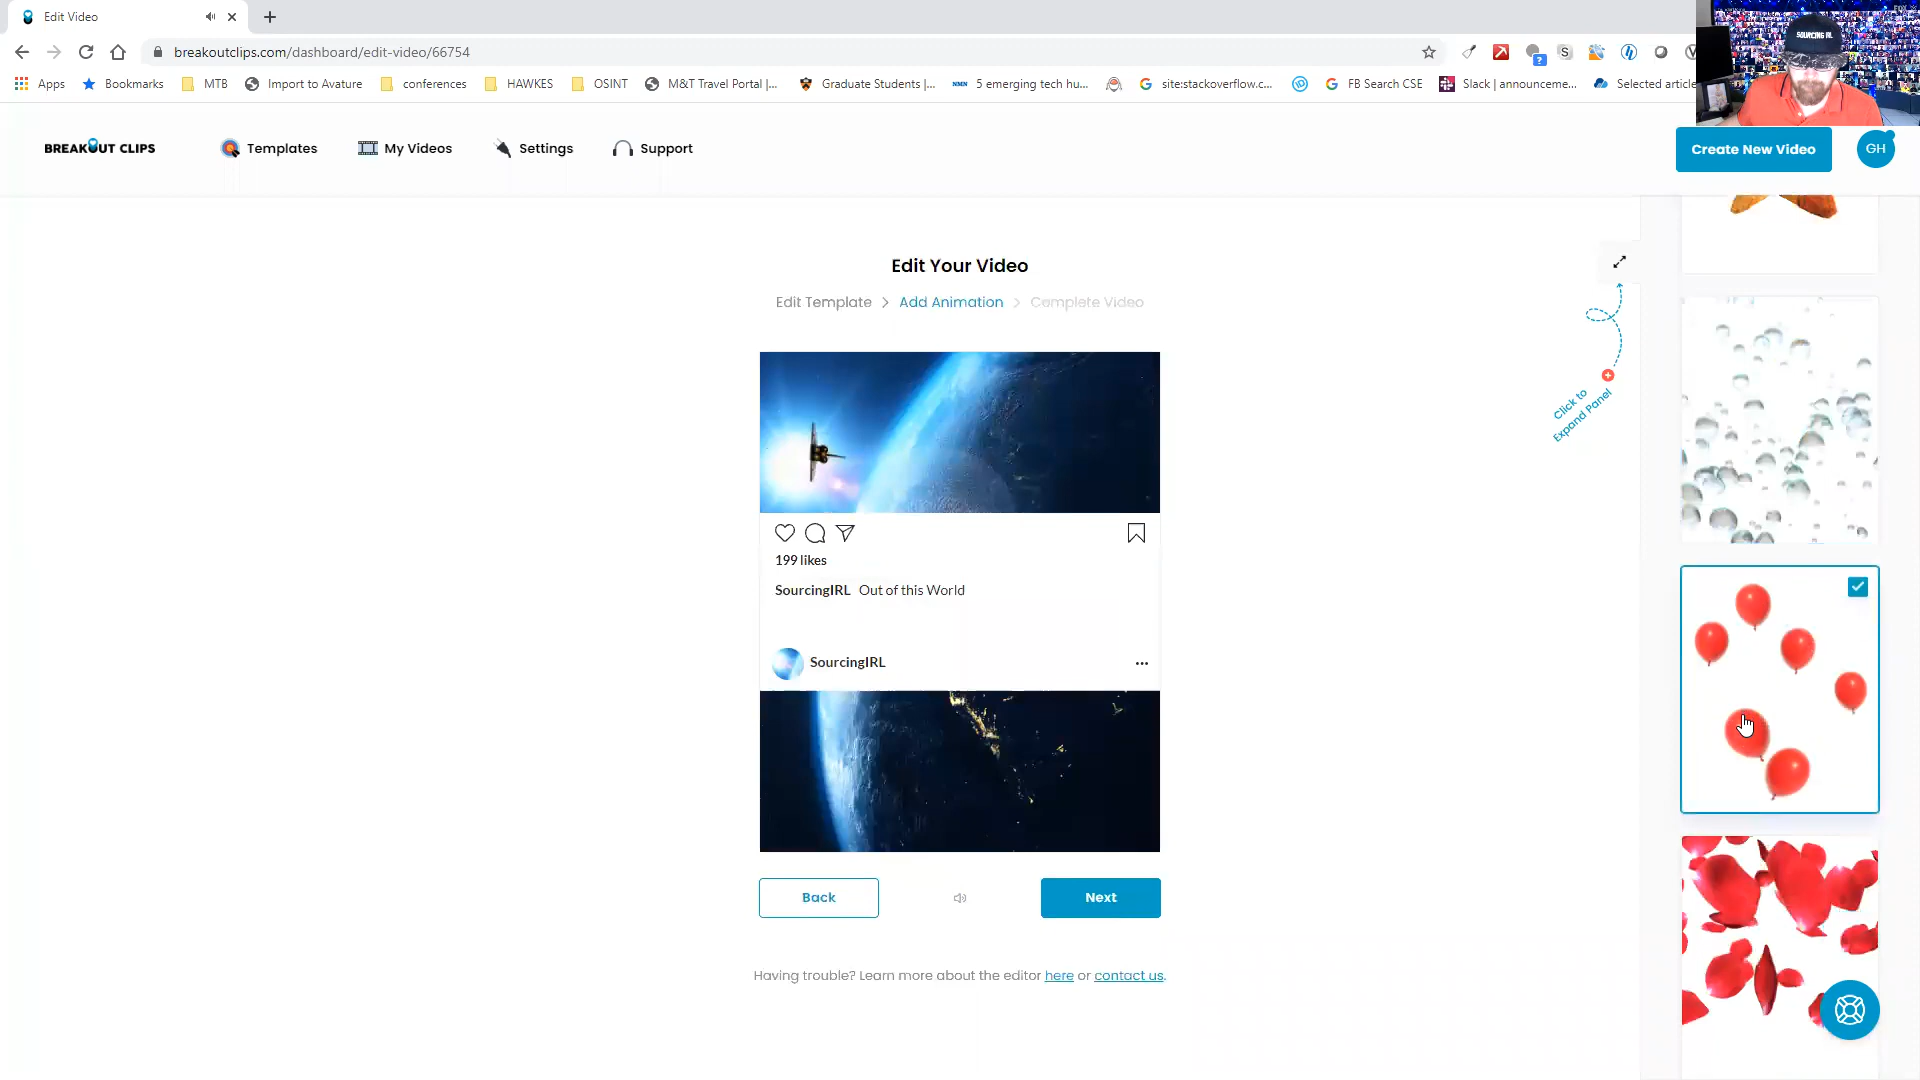 Edit Video
breakoutclips.com/dashboard/edit-video/66754
Apps Bookmarks MTB Import to Avature conferences HAWKES OSINT M&T Travel Portal |... Graduate Students |... NMN 5 emerging tech hu... site:stackoverflow.c... FB Search CSE Slack | announceme... Selected articl
SOURCING IRL
BREAKOUT CLIPS Templates My Videos Settings Support Create New Video GH
Edit Your Video
Edit Template > Add Animation > Complete Video
Click to
Expand Panel
199 likes
SourcingIRL Out of this World
SourcingIRL
Back Next
Having trouble? Learn more about the editor here or contact us.